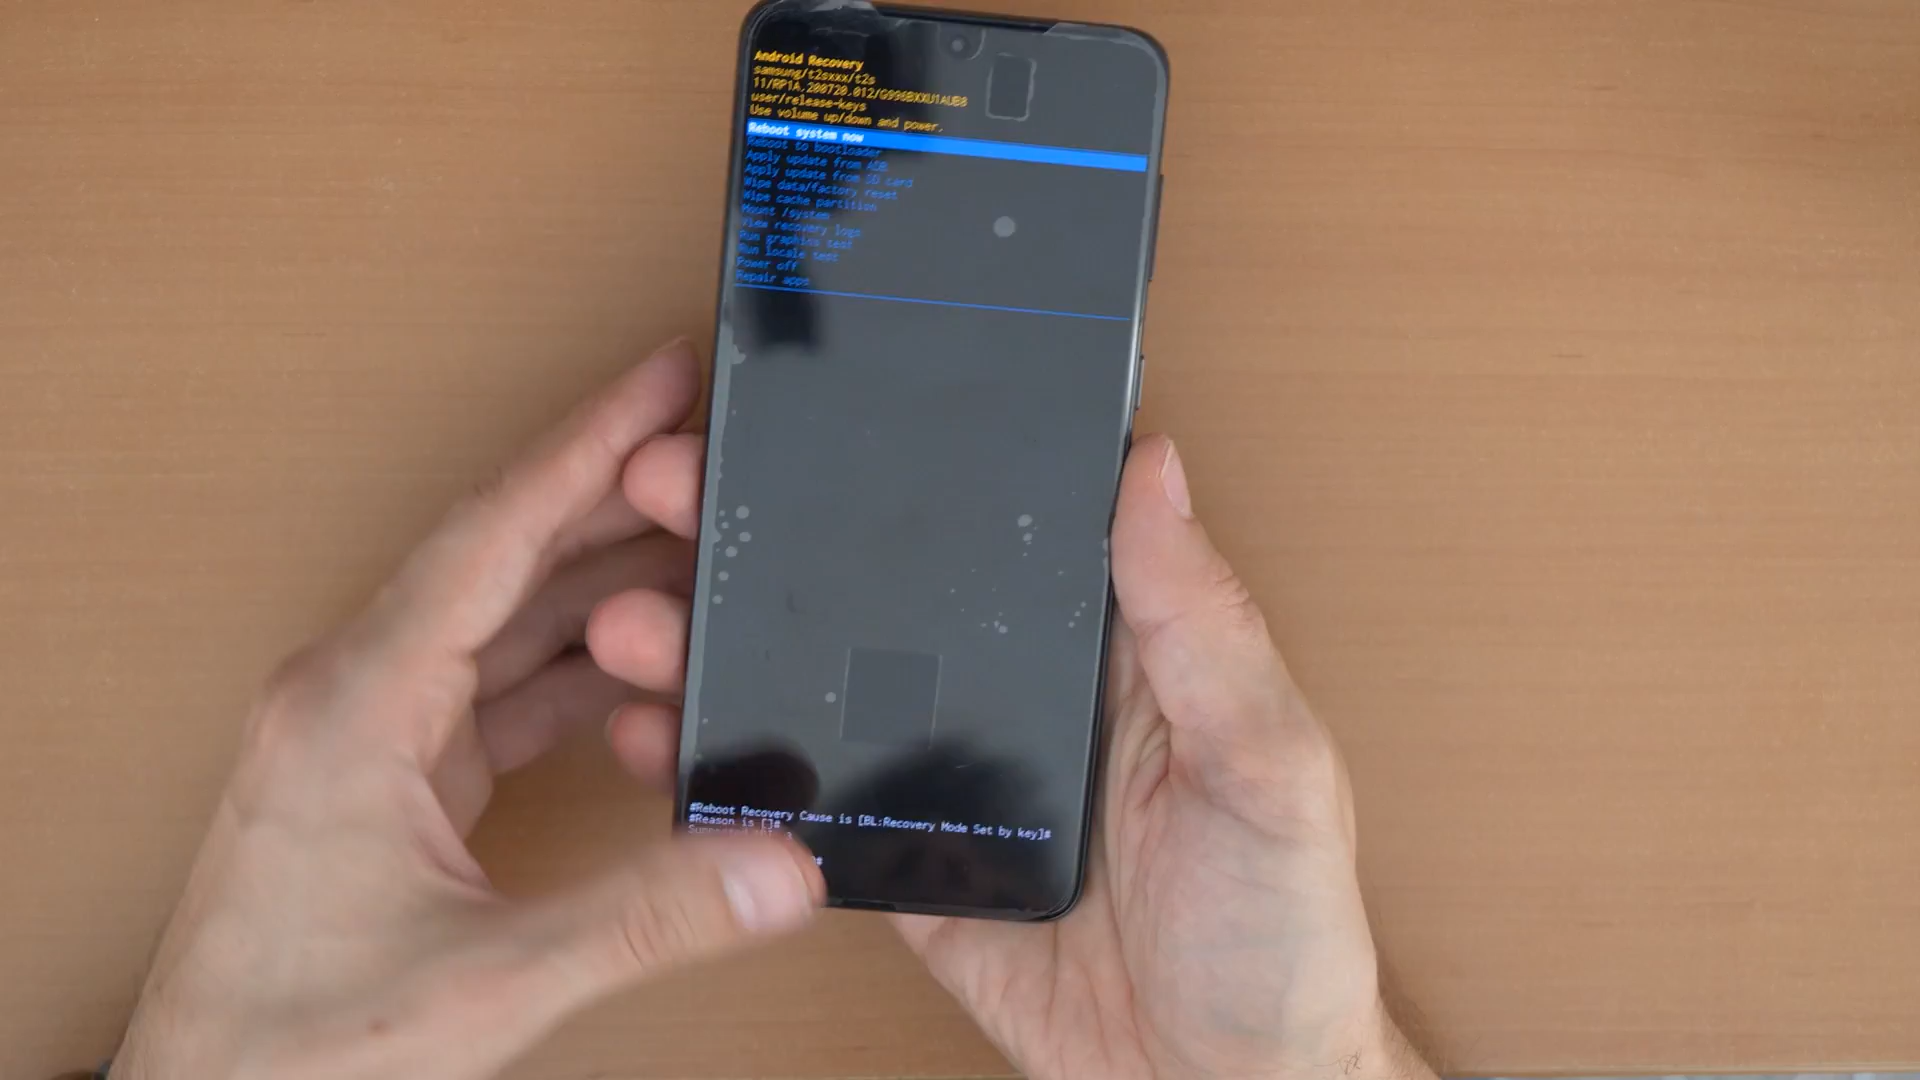 Android Recovery
samsung/t2sxxx/t2s
11/RP1A.200720.012/G996BXXU1AUB8
user/release-keys
Use volume up/down and power.
Reboot system now
Reboot to bootloader
Apply update from ADB
Apply update from SD card
Wipe data/factory reset
Wipe cache partition
Mount /system
View recovery logs
Run graphics test
Run locale test
Power off
Repair apps
#Reboot Recovery Cause is [BL:Recovery Mode Set by key]#
#Reason is []#